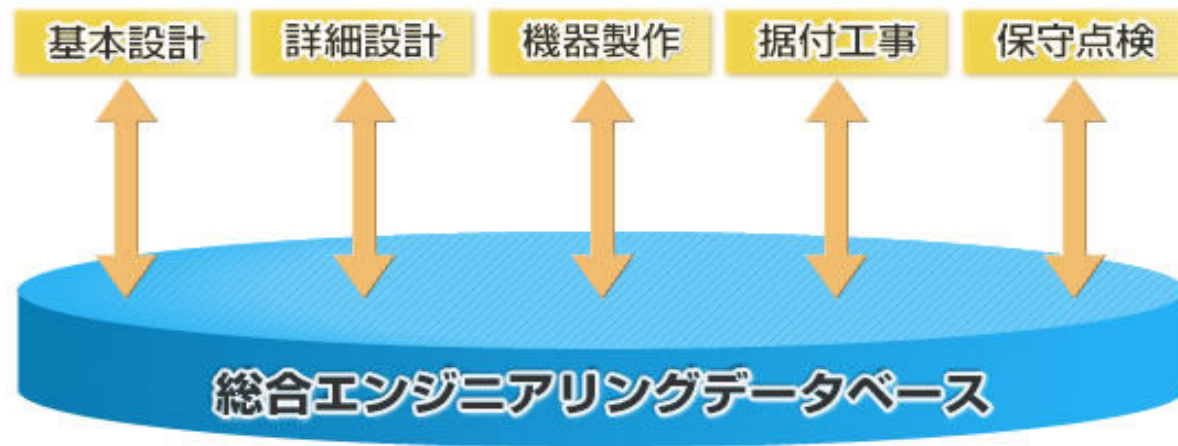 基本設計
詳細設計
機器製作
据付工事
保守点検
総合エンジニアリングデータベース